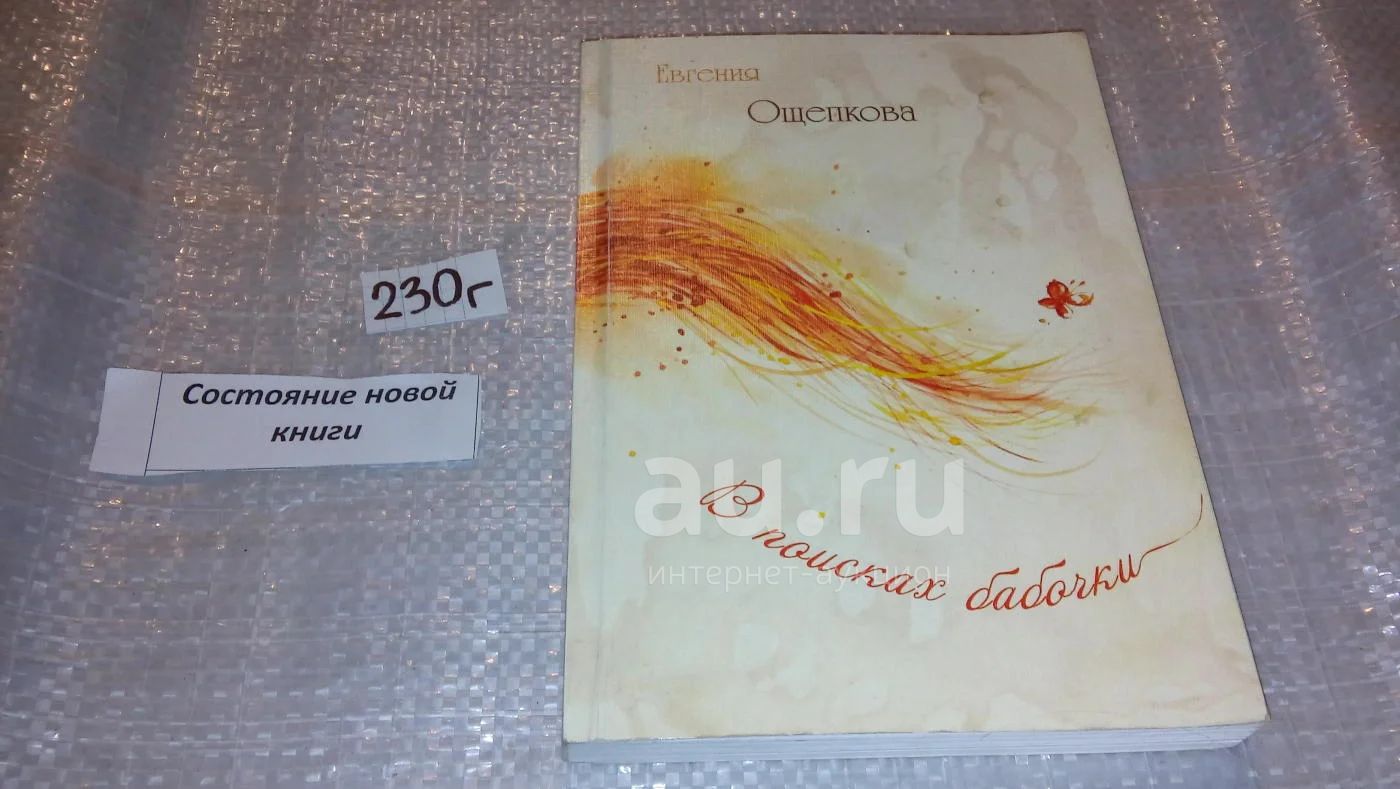 Евгения
Ощепкова
230г
Состояние новой
книги
au.ru
интернет-аукцион
В поисках бабочки